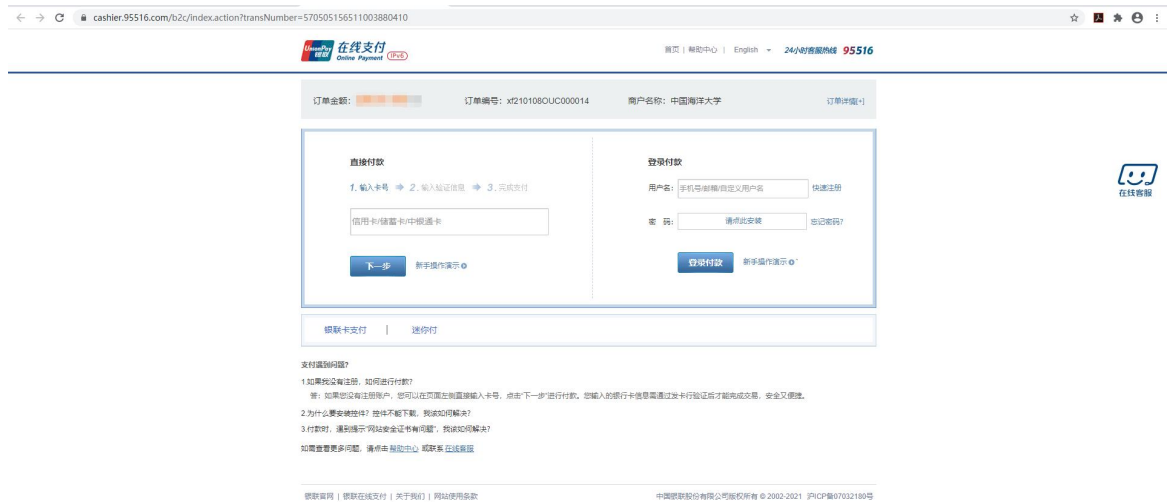 cashier.95516.com/b2c/index.action?transNumber=570505156511003880410
UnionPay 银联 在线支付 Online Payment IPv6
首页 | 帮助中心 | English 24小时客服热线 95516
订单金额: 订单编号: xf210108OUC000014 商户名称: 中国海洋大学 订单详情[+]
直接付款
1. 输入卡号 2. 输入验证信息 3. 完成支付
信用卡/储蓄卡/中银通卡
下一步 新手操作演示
登录付款
用户名: 手机号/邮箱/自定义用户名 快速注册
密 码: 请点此安装 忘记密码?
登录付款 新手操作演示
在线客服
银联卡支付 | 迷你付
支付遇到问题?
1.如果我没有注册，如何进行付款?
答：如果您没有注册账户，您可以在页面左侧直接输入卡号，点击“下一步”进行付款。您输入的银行卡信息需通过发卡行验证后才能完成交易，安全又便捷。
2.为什么要安装控件? 控件不能下载，我该如何解决?
3.付款时，遇到提示“网站安全证书有问题”，我该如何解决?
如需查看更多问题，请点击 帮助中心 或联系 在线客服
银联官网 | 银联在线支付 | 关于我们 | 网站使用条款
中国银联股份有限公司版权所有 © 2002-2021 沪ICP备07032180号